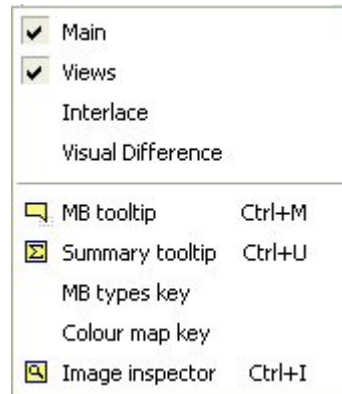 Main
Views
Interlace
Visual Difference
MB tooltip Ctrl+M
Summary tooltip Ctrl+U
MB types key
Colour map key
Image inspector Ctrl+I